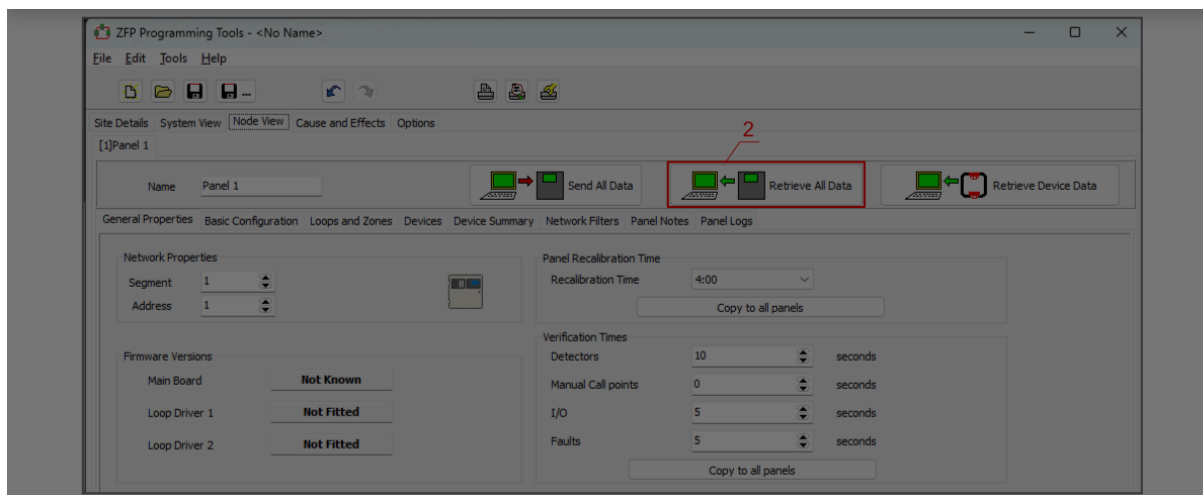 ZFP Programming Tools - <No Name>
File Edit Tools Help
...
Site Details System View Node View Cause and Effects Options
2
[1]Panel 1
Name Panel 1 Send All Data Retrieve All Data Retrieve Device Data
General Properties Basic Configuration Loops and Zones Devices Device Summary Network Filters Panel Notes Panel Logs
Network Properties
Segment 1
Address 1
Panel Recalibration Time
Recalibration Time 4:00
Copy to all panels
Firmware Versions
Main Board Not Known
Loop Driver 1 Not Fitted
Loop Driver 2 Not Fitted
Verification Times
Detectors 10 seconds
Manual Call points 0 seconds
I/O 5 seconds
Faults 5 seconds
Copy to all panels